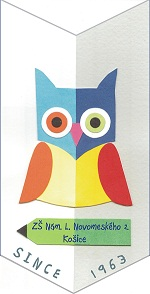 ZŠ Nám. L. Novomeského 2
Košice
SINCE 1963